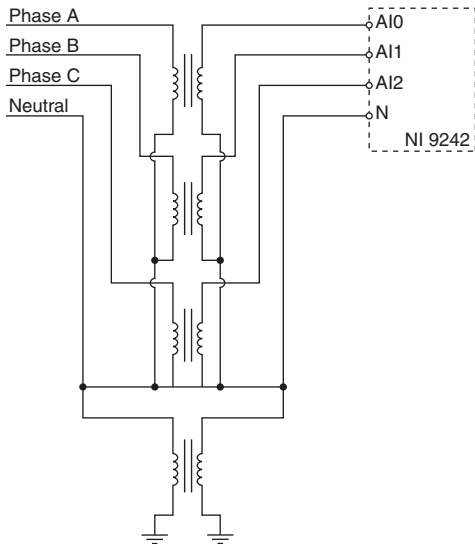 Phase A
Phase B
Phase C
Neutral
AI0
AI1
AI2
N
NI 9242